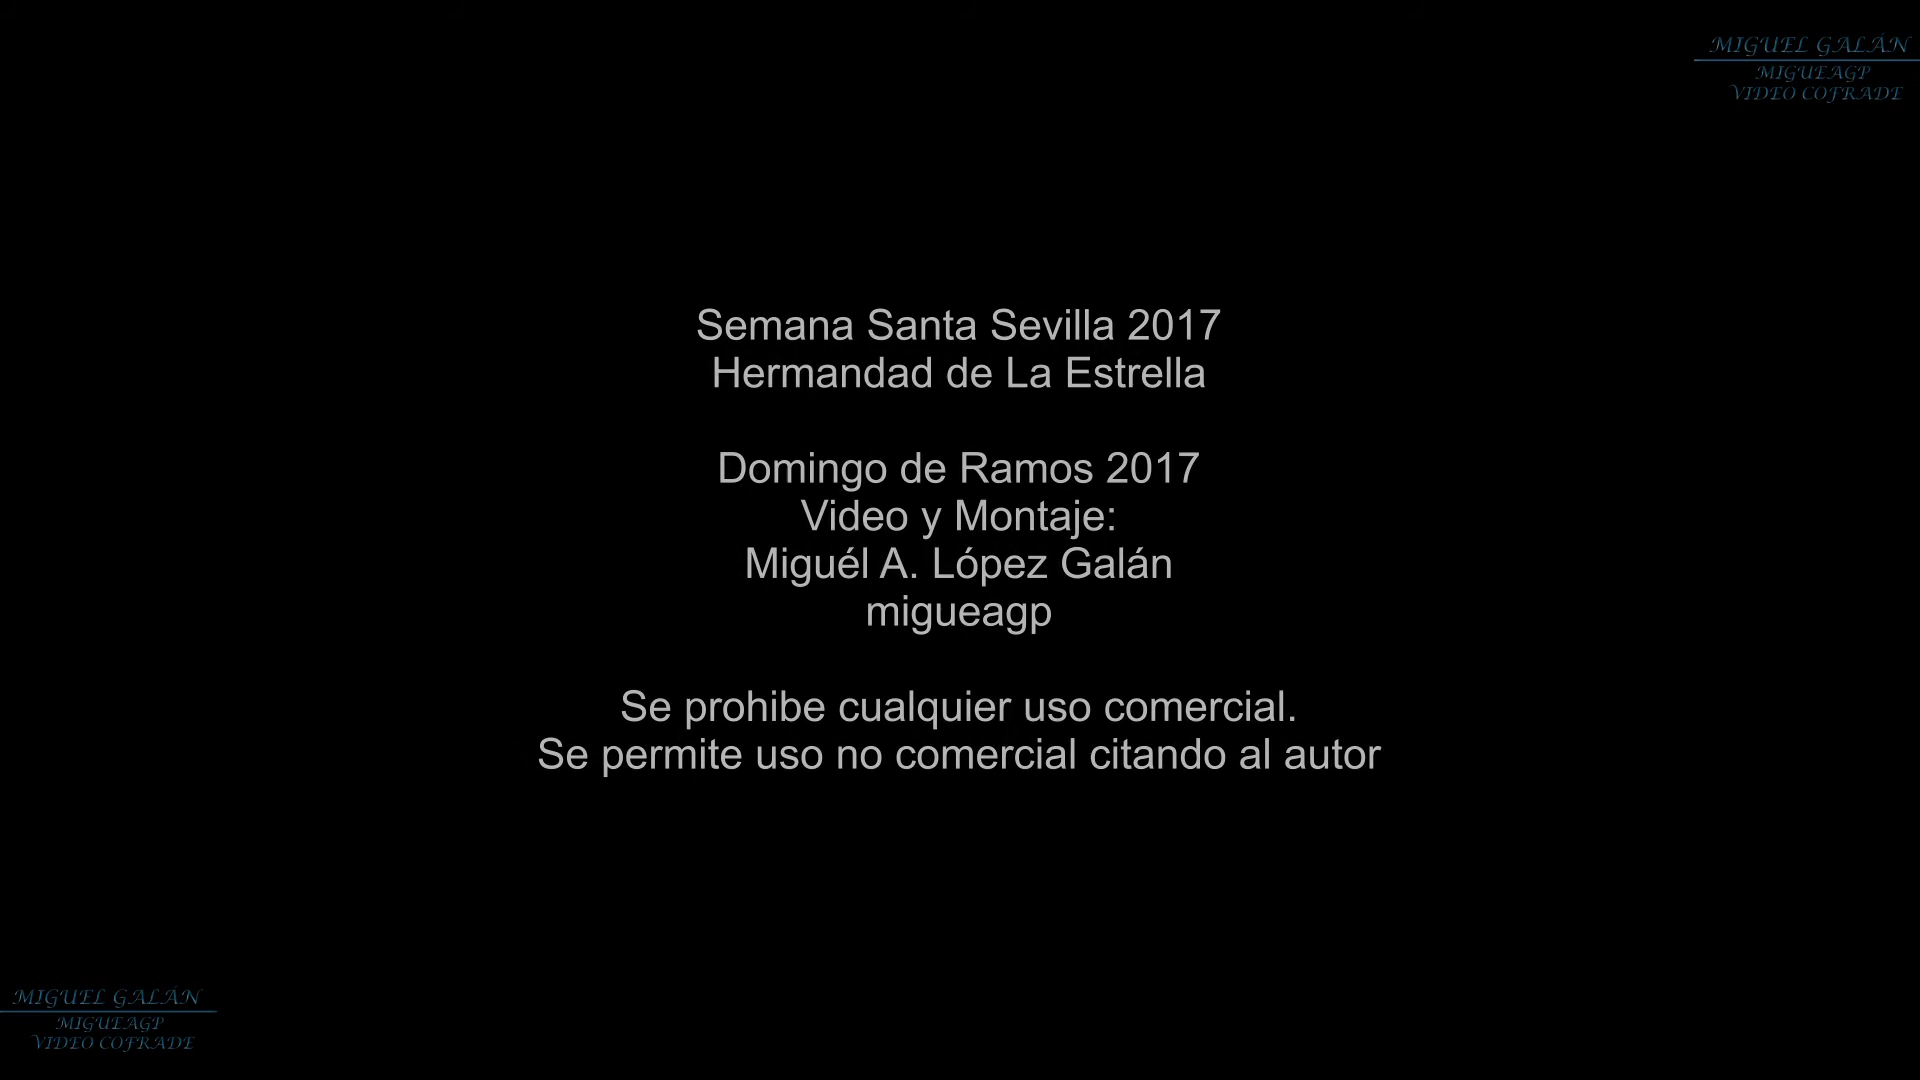 MIGUEL GALÁN
MIGUEAGP
VIDEO COFRADE
Semana Santa Sevilla 2017
Hermandad de La Estrella
Domingo de Ramos 2017
Video y Montaje:
Miguél A. López Galán
migueagp
Se prohibe cualquier uso comercial.
Se permite uso no comercial citando al autor
MIGUEL GALÁN
MIGUEAGP
VIDEO COFRADE